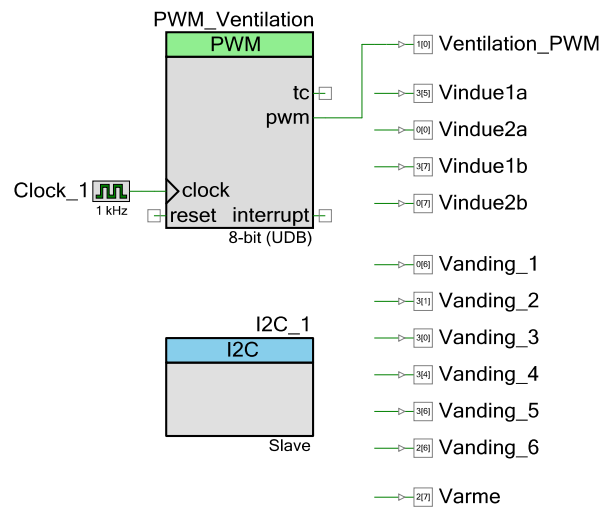 PWM_Ventilation
PWM
tc
pwm
Clock_1
1 kHz
clock
reset
interrupt
8-bit (UDB)
I2C_1
I2C
Slave
1[0] Ventilation_PWM
3[5] Vindue1a
0[0] Vindue2a
3[7] Vindue1b
0[7] Vindue2b
0[6] Vanding_1
3[1] Vanding_2
3[0] Vanding_3
3[4] Vanding_4
3[6] Vanding_5
2[6] Vanding_6
2[7] Varme